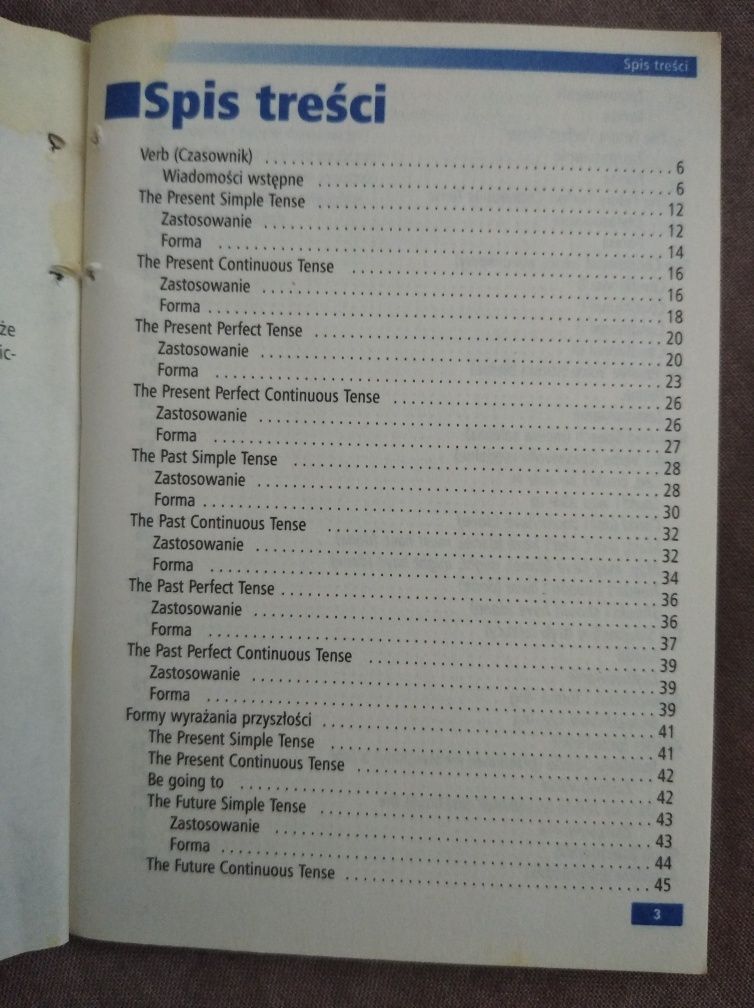 Spis treści
Spis treści
Verb (Czasownik) . . . . . . . . . . . . . . . . . . . . 6
Wiadomości wstępne . . . . . . . . . . . . . . . . . . . . 6
The Present Simple Tense . . . . . . . . . . . . . . . . . . . . 12
Zastosowanie . . . . . . . . . . . . . . . . . . . . 12
Forma . . . . . . . . . . . . . . . . . . . . 14
The Present Continuous Tense . . . . . . . . . . . . . . . . . . . . 16
Zastosowanie . . . . . . . . . . . . . . . . . . . . 16
Forma . . . . . . . . . . . . . . . . . . . . 18
The Present Perfect Tense . . . . . . . . . . . . . . . . . . . . 20
Zastosowanie . . . . . . . . . . . . . . . . . . . . 20
Forma . . . . . . . . . . . . . . . . . . . . 23
The Present Perfect Continuous Tense . . . . . . . . . . . . . . . . . . . . 26
Zastosowanie . . . . . . . . . . . . . . . . . . . . 26
Forma . . . . . . . . . . . . . . . . . . . . 27
The Past Simple Tense . . . . . . . . . . . . . . . . . . . . 28
Zastosowanie . . . . . . . . . . . . . . . . . . . . 28
Forma . . . . . . . . . . . . . . . . . . . . 30
The Past Continuous Tense . . . . . . . . . . . . . . . . . . . . 32
Zastosowanie . . . . . . . . . . . . . . . . . . . . 32
Forma . . . . . . . . . . . . . . . . . . . . 34
The Past Perfect Tense . . . . . . . . . . . . . . . . . . . . 36
Zastosowanie . . . . . . . . . . . . . . . . . . . . 36
Forma . . . . . . . . . . . . . . . . . . . . 37
The Past Perfect Continuous Tense . . . . . . . . . . . . . . . . . . . . 39
Zastosowanie . . . . . . . . . . . . . . . . . . . . 39
Forma . . . . . . . . . . . . . . . . . . . . 39
Formy wyrażania przyszłości . . . . . . . . . . . . . . . . . . . . 41
The Present Simple Tense . . . . . . . . . . . . . . . . . . . . 41
The Present Continuous Tense . . . . . . . . . . . . . . . . . . . . 42
Be going to . . . . . . . . . . . . . . . . . . . . 42
The Future Simple Tense . . . . . . . . . . . . . . . . . . . . 43
Zastosowanie . . . . . . . . . . . . . . . . . . . . 43
Forma . . . . . . . . . . . . . . . . . . . . 44
The Future Continuous Tense . . . . . . . . . . . . . . . . . . . . 45
3